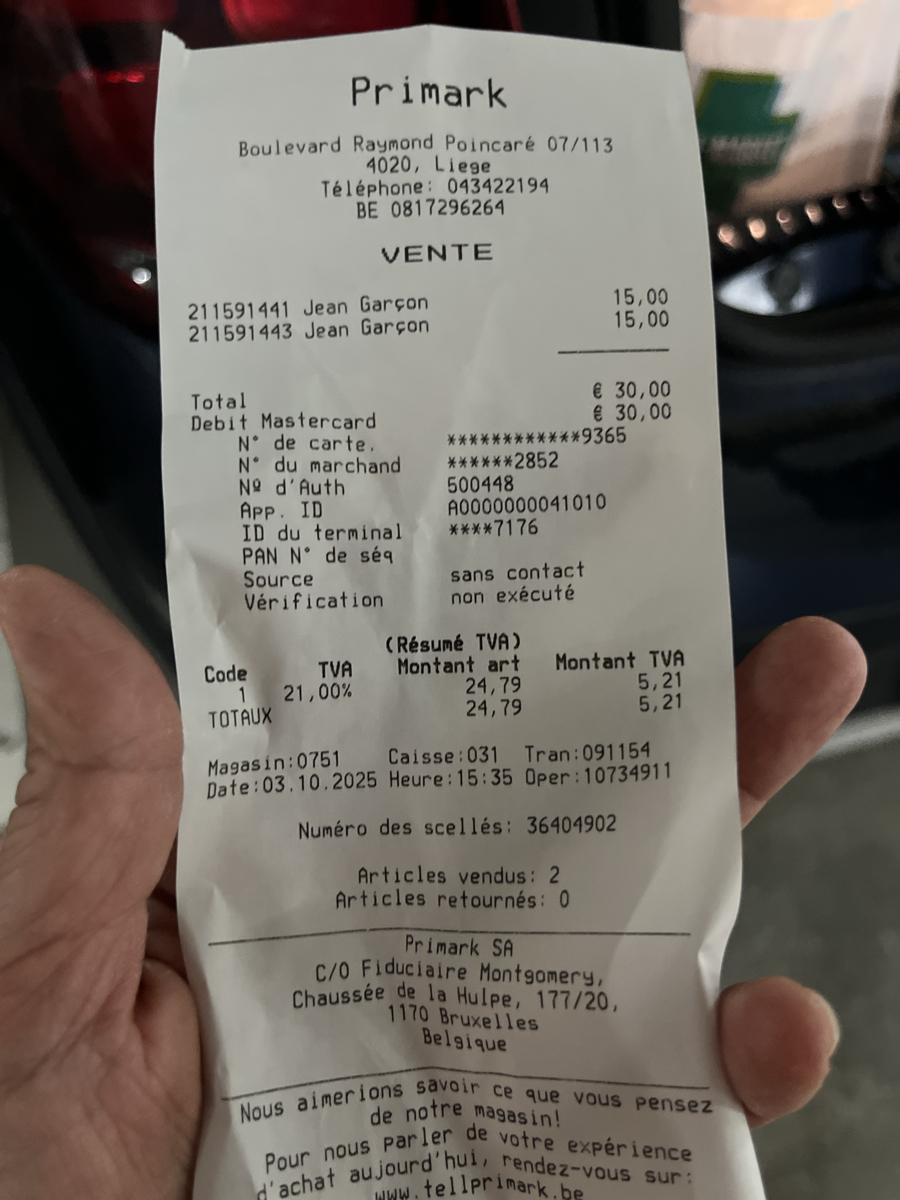 Primark
Boulevard Raymond Poincaré 07/113
4020, Liege
Téléphone: 043422194
BE 0817296264
VENTE
211591441 Jean Garçon 15,00
211591443 Jean Garçon 15,00
Total € 30,00
Debit Mastercard € 30,00
N° de carte. ************9365
N° du marchand ******2852
Nº d'Auth 500448
App. ID A0000000041010
ID du terminal ****7176
PAN N° de séq
Source sans contact
Vérification non exécuté
(Résumé TVA)
Code TVA Montant art Montant TVA
1 21,00% 24,79 5,21
TOTAUX 24,79 5,21
Magasin:0751 Caisse:031 Tran:091154
Date:03.10.2025 Heure:15:35 Oper:10734911
Numéro des scellés: 36404902
Articles vendus: 2
Articles retournés: 0
Primark SA
C/O Fiduciaire Montgomery,
Chaussée de la Hulpe, 177/20,
1170 Bruxelles
Belgique
Nous aimerions savoir ce que vous pensez
de notre magasin!
Pour nous parler de votre expérience
d'achat aujourd'hui, rendez-vous sur:
www.tellprimark.be